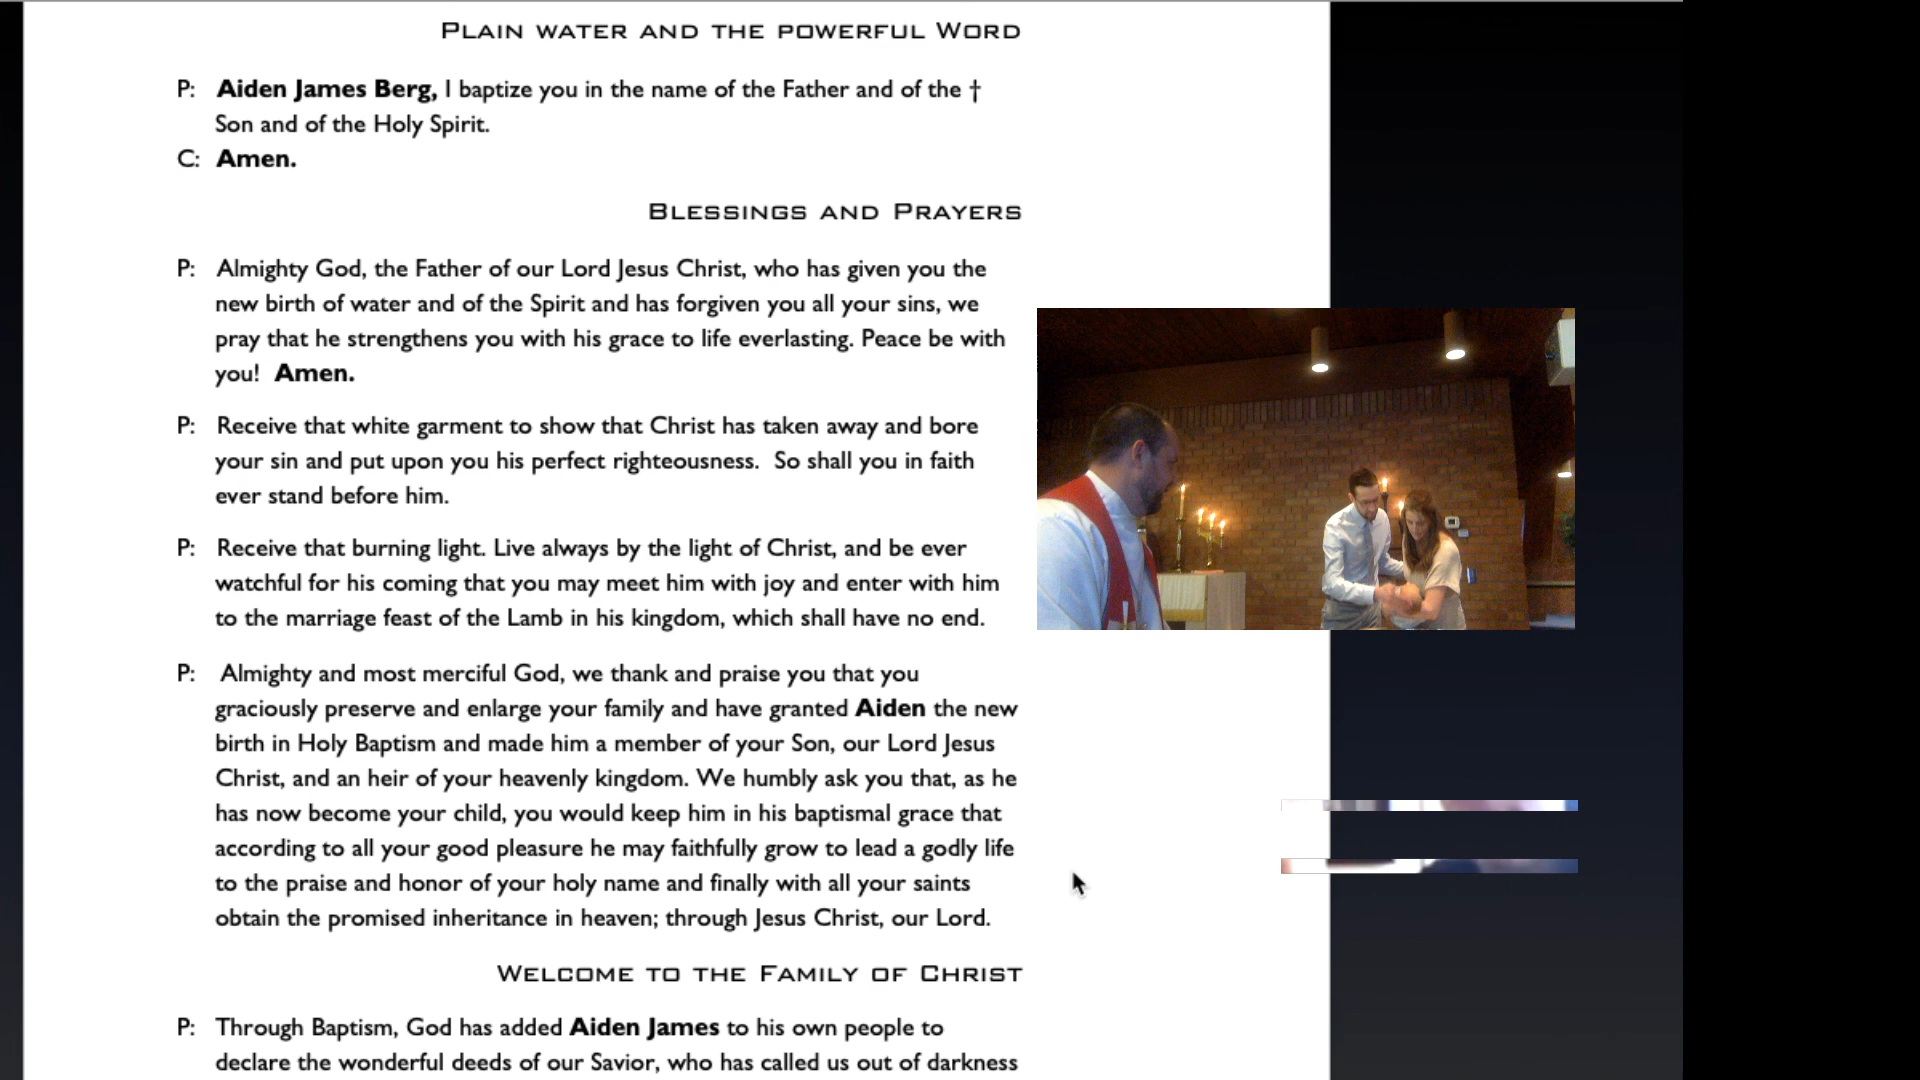 PLAIN WATER AND THE POWERFUL WORD
P: Aiden James Berg, I baptize you in the name of the Father and of the †
Son and of the Holy Spirit.
C: Amen.
BLESSINGS AND PRAYERS
P: Almighty God, the Father of our Lord Jesus Christ, who has given you the
new birth of water and of the Spirit and has forgiven you all your sins, we
pray that he strengthens you with his grace to life everlasting. Peace be with
you! Amen.
P: Receive that white garment to show that Christ has taken away and bore
your sin and put upon you his perfect righteousness. So shall you in faith
ever stand before him.
P: Receive that burning light. Live always by the light of Christ, and be ever
watchful for his coming that you may meet him with joy and enter with him
to the marriage feast of the Lamb in his kingdom, which shall have no end.
P: Almighty and most merciful God, we thank and praise you that you
graciously preserve and enlarge your family and have granted Aiden the new
birth in Holy Baptism and made him a member of your Son, our Lord Jesus
Christ, and an heir of your heavenly kingdom. We humbly ask you that, as he
has now become your child, you would keep him in his baptismal grace that
according to all your good pleasure he may faithfully grow to lead a godly life
to the praise and honor of your holy name and finally with all your saints
obtain the promised inheritance in heaven; through Jesus Christ, our Lord.
WELCOME TO THE FAMILY OF CHRIST
P: Through Baptism, God has added Aiden James to his own people to
declare the wonderful deeds of our Savior, who has called us out of darkness